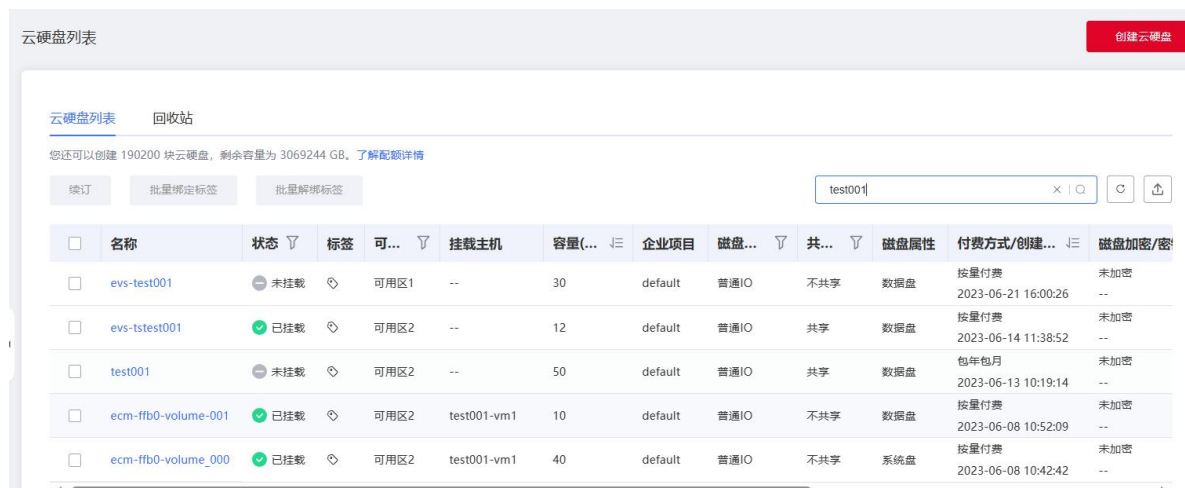 云硬盘列表
创建云硬盘
云硬盘列表 回收站
您还可以创建 190200 块云硬盘，剩余容量为 3069244 GB。了解配额详情
续订 批量绑定标签 批量解绑标签 test001
名称 状态 标签 可... 挂载主机 容量(... 企业项目 磁盘... 共... 磁盘属性 付费方式/创建... 磁盘加密/密
evs-test001 未挂载 可用区1 -- 30 default 普通IO 不共享 数据盘 按量付费 未加密
2023-06-21 16:00:26 --
evs-tstest001 已挂载 可用区2 -- 12 default 普通IO 共享 数据盘 按量付费 未加密
2023-06-14 11:38:52 --
test001 未挂载 可用区2 -- 50 default 普通IO 共享 数据盘 包年包月 未加密
2023-06-13 10:19:14 --
ecm-ffb0-volume-001 已挂载 可用区2 test001-vm1 10 default 普通IO 不共享 数据盘 按量付费 未加密
2023-06-08 10:52:09 --
ecm-ffb0-volume_000 已挂载 可用区2 test001-vm1 40 default 普通IO 不共享 系统盘 按量付费 未加密
2023-06-08 10:42:42 --